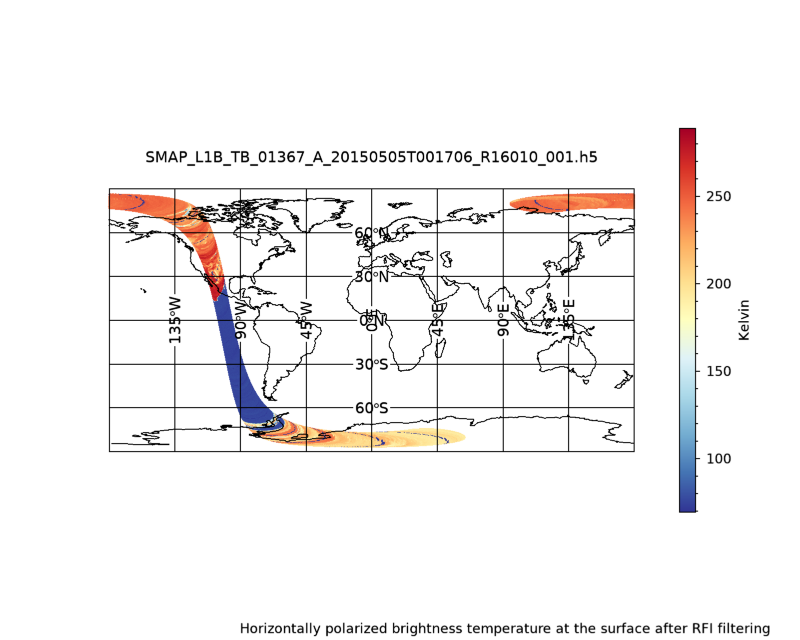 SMAP_L1B_TB_01367_A_20150505T001706_R16010_001.h5
60°N
30°N
0°N
30°S
60°S
135°W
90°W
45°W
0°E
45°E
90°E
135°E
250
200
150
100
Kelvin
Horizontally polarized brightness temperature at the surface after RFI filtering